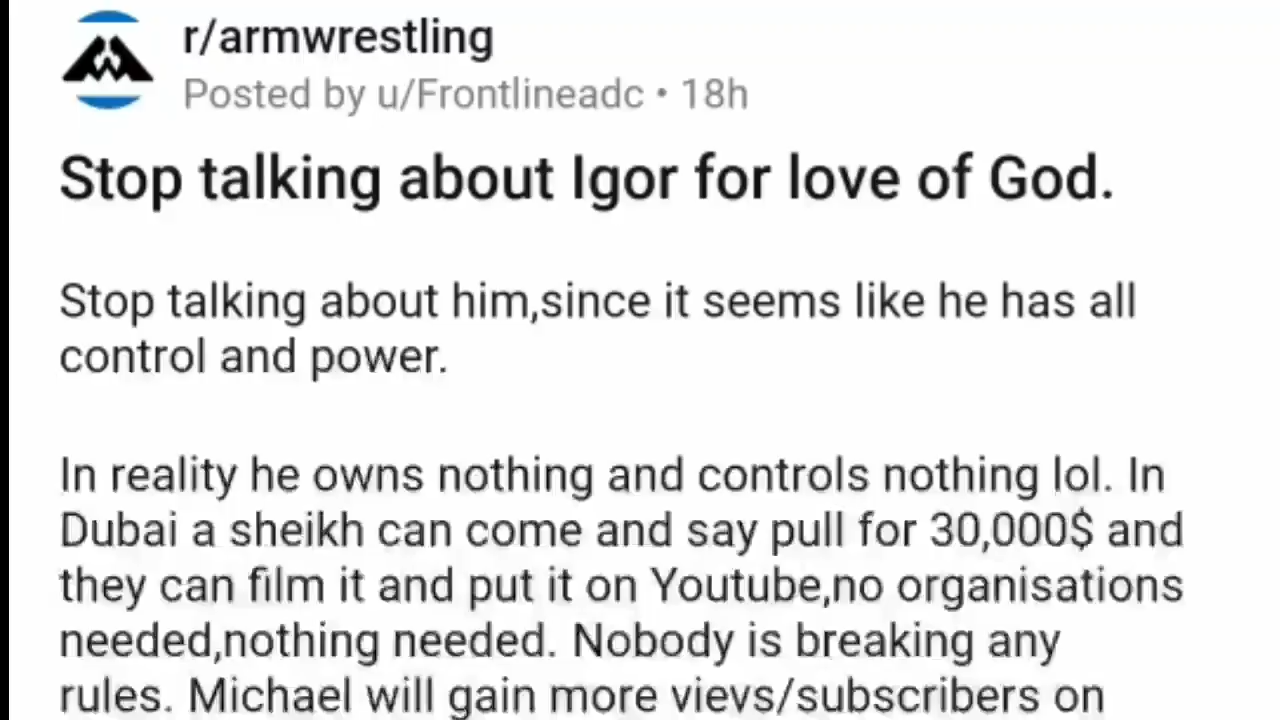 r/armwrestling
Posted by u/Frontlineadc • 18h
Stop talking about Igor for love of God.
Stop talking about him,since it seems like he has all
control and power.
In reality he owns nothing and controls nothing lol. In
Dubai a sheikh can come and say pull for 30,000$ and
they can film it and put it on Youtube,no organisations
needed,nothing needed. Nobody is breaking any
rules. Michael will gain more vievs/subscribers on